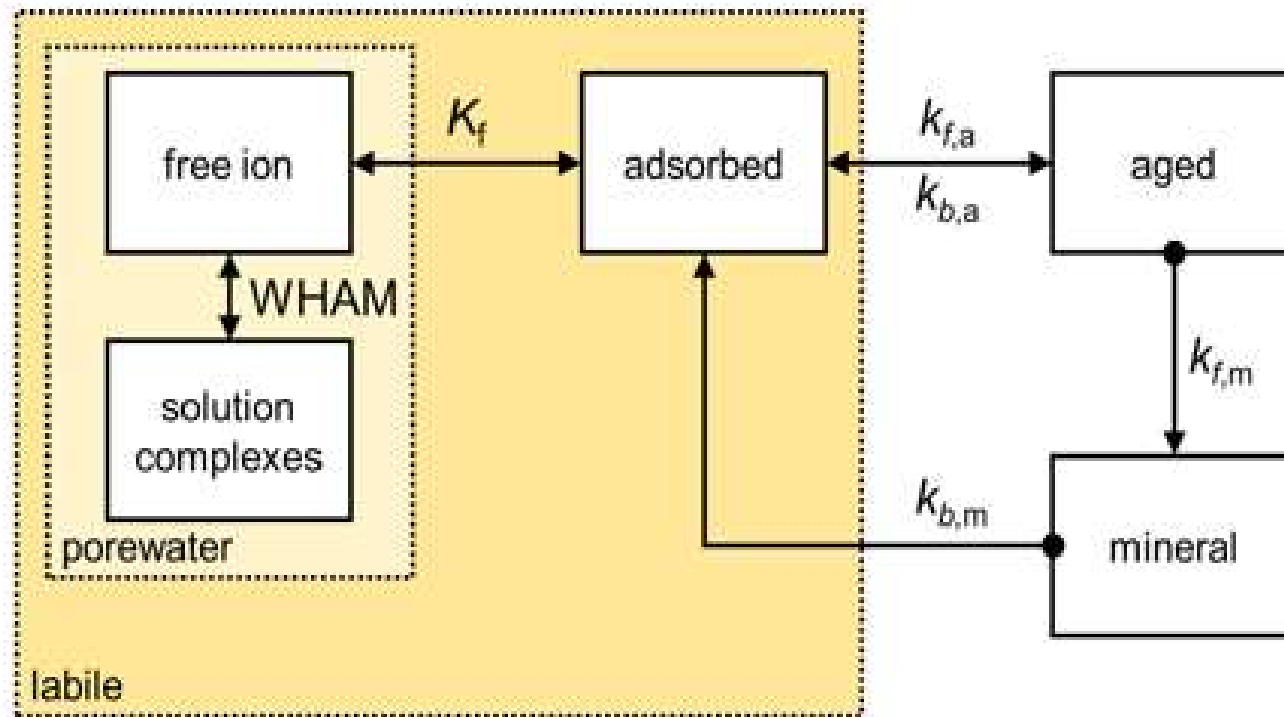 free ion
K_f
adsorbed
k_f,a
k_b,a
aged
WHAM
solution
complexes
porewater
k_f,m
k_b,m
mineral
labile